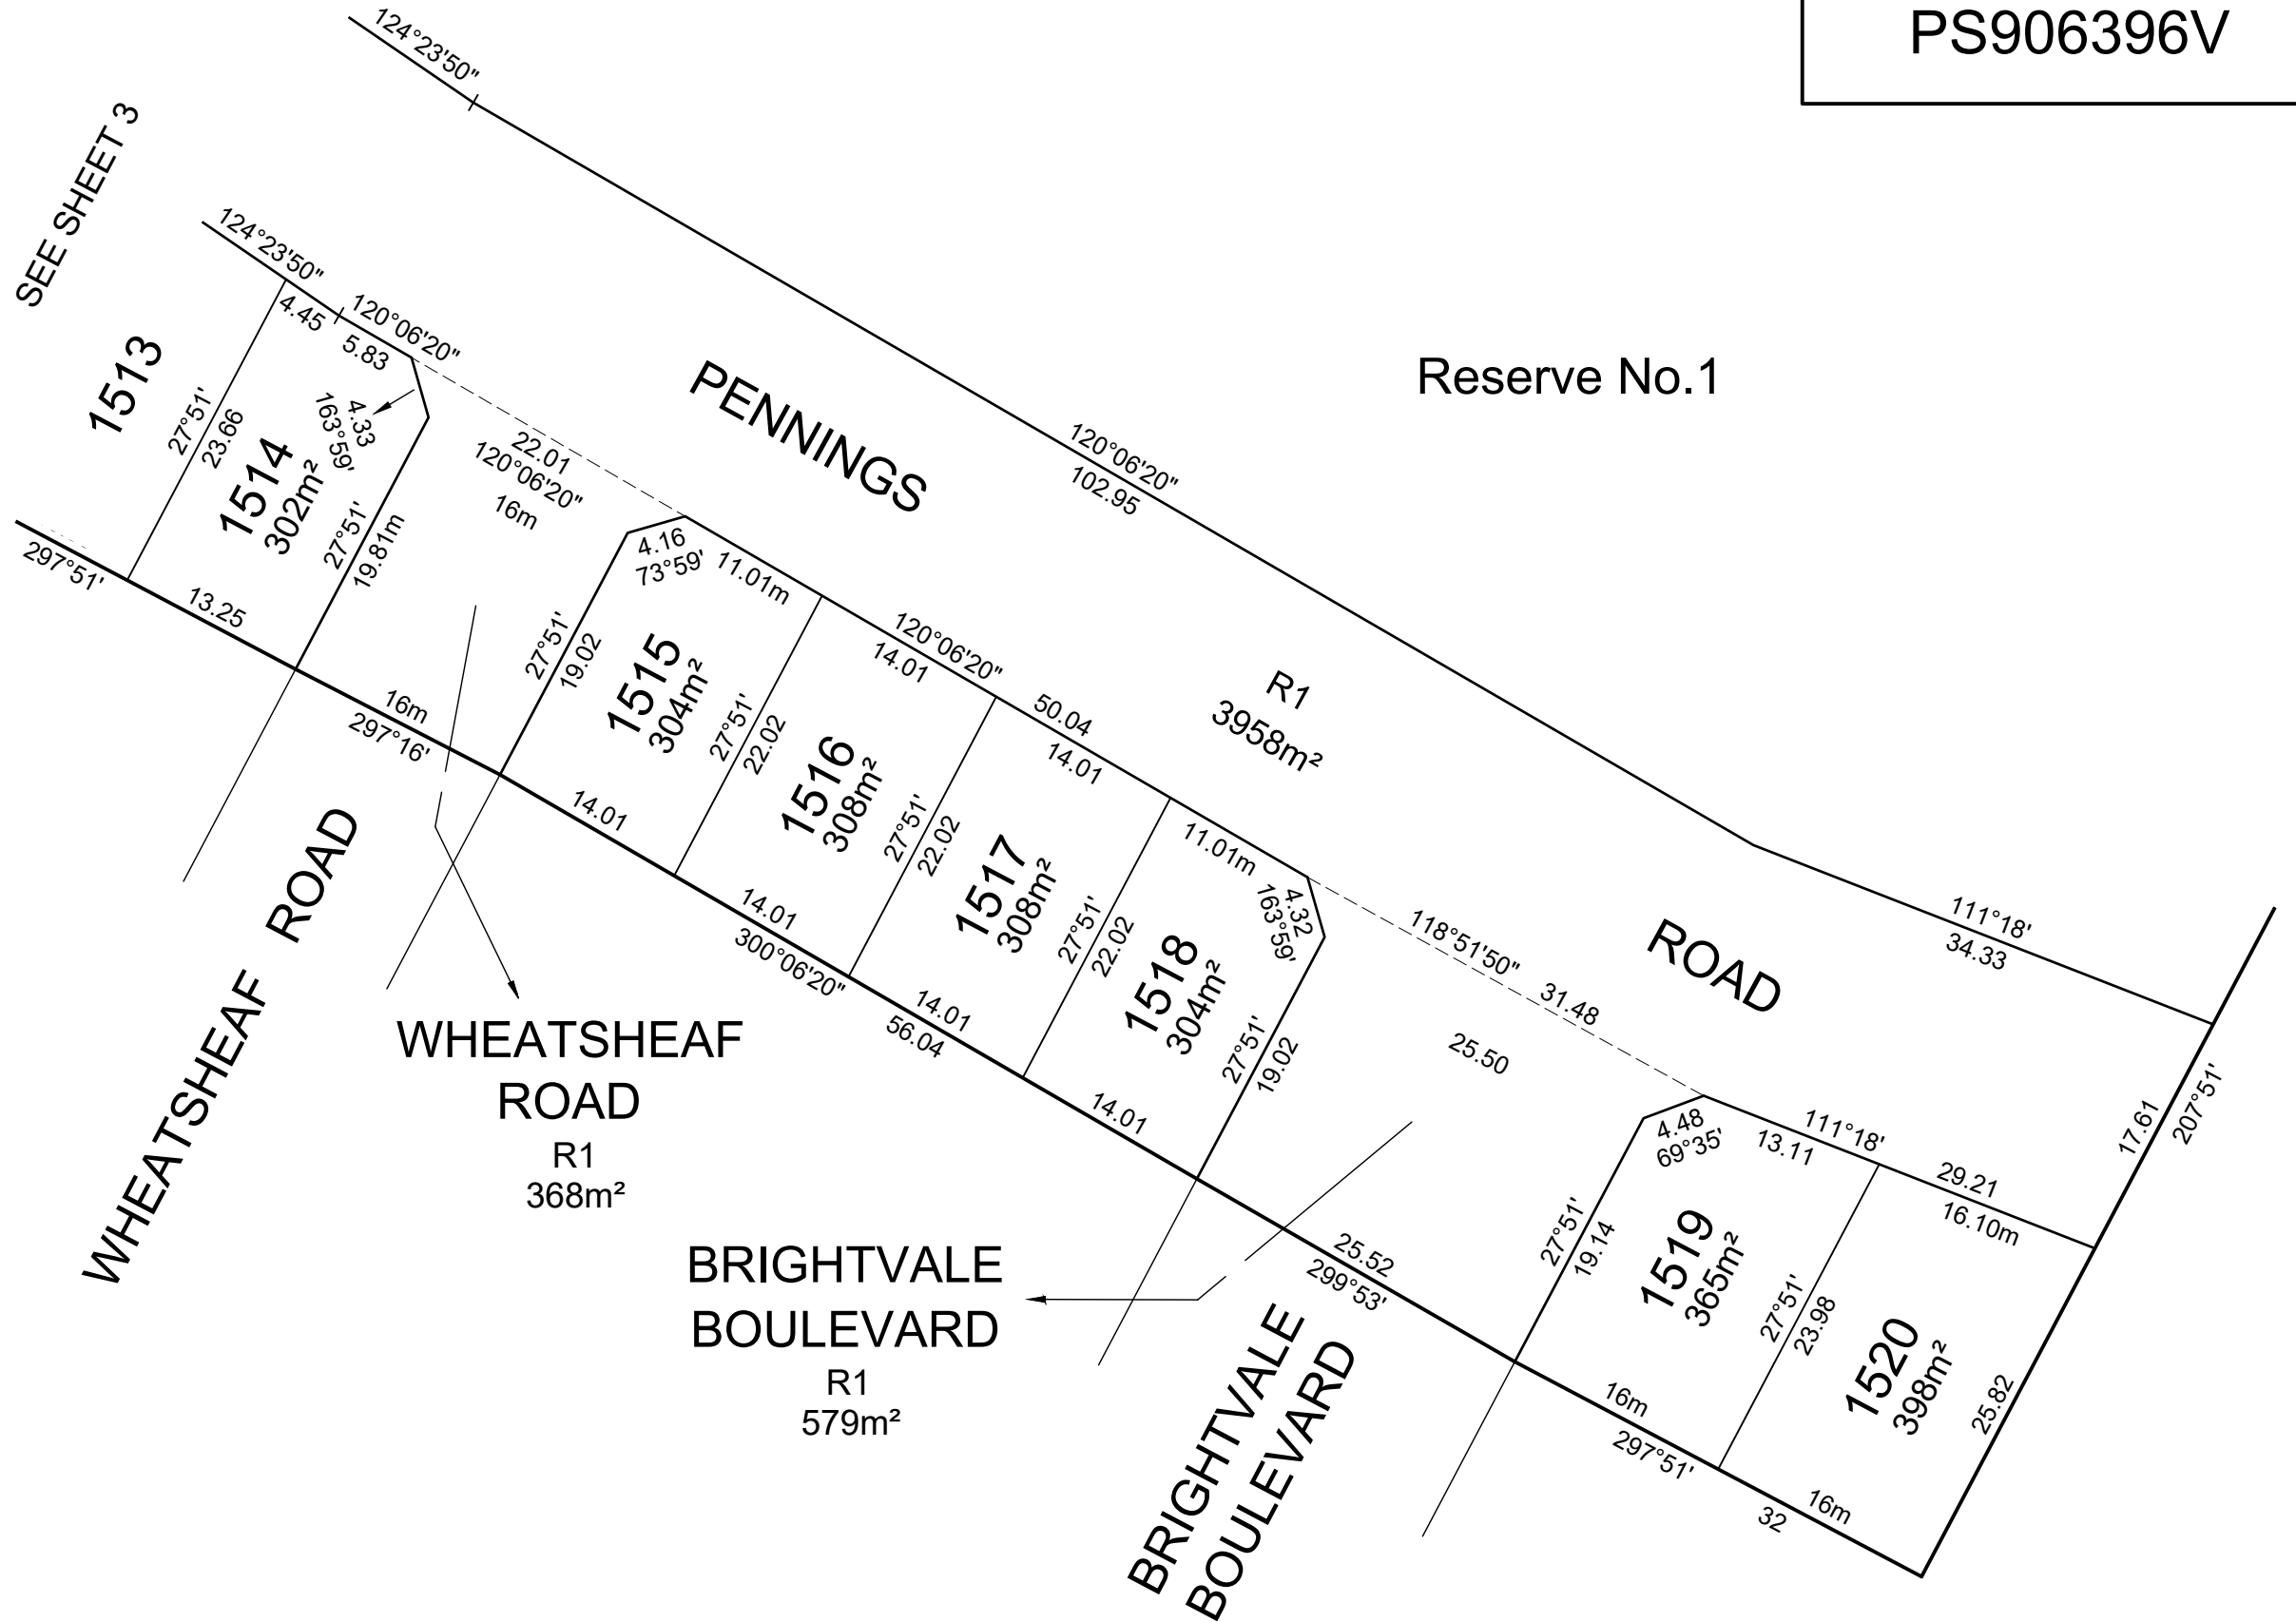 PS906396V
124°23'50"
SEE SHEET 3
124°23'50"
4.45
120°06'20"
5.83
1513
27°51'
23.66
1514
302m²
4.33
163°59'
27°51'
19.81m
297°51'
13.25
22.01
120°06'20"
16m
PENNINGS
120°06'20"
102.95
Reserve No.1
4.16
73°59'
11.01m
27°51'
19.02
1515
304m²
16m
297°16'
120°06'20"
14.01
50.04
14.01
R1
3958m²
27°51'
22.02
1516
308m²
14.01
27°51'
22.02
1517
308m²
14.01
300°06'20"
27°51'
22.02
11.01m
4.32
163°59'
1518
304m²
27°51'
19.02
14.01
56.04
14.01
118°51'50"
31.48
25.50
ROAD
111°18'
34.33
WHEATSHEAF ROAD
WHEATSHEAF
ROAD
R1
368m²
BRIGHTVALE
BOULEVARD
R1
579m²
25.52
299°53'
BRIGHTVALE
BOULEVARD
4.48
69°35'
111°18'
13.11
29.21
16.10m
17.61
207°51'
27°51'
19.14
1519
365m²
27°51'
23.98
1520
398m²
25.82
16m
297°51'
16m
32